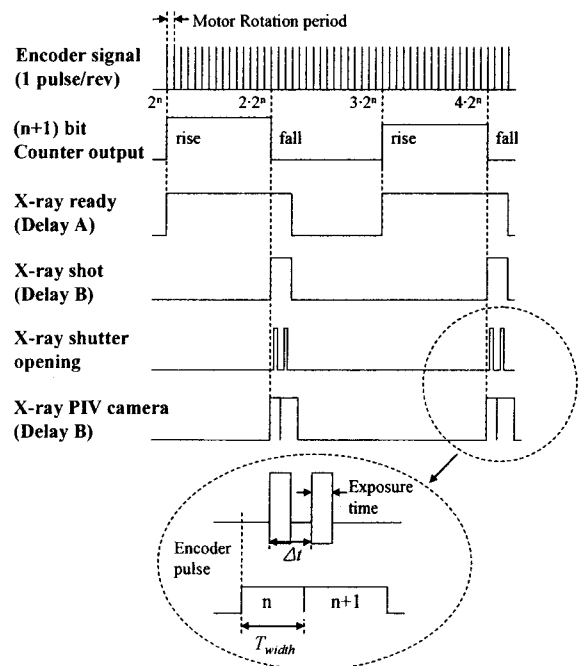 Motor Rotation period
Encoder signal
(1 pulse/rev)
2ⁿ 2·2ⁿ 3·2ⁿ 4·2ⁿ
(n+1) bit
Counter output
rise fall rise fall
X-ray ready
(Delay A)
X-ray shot
(Delay B)
X-ray shutter
opening
X-ray PIV camera
(Delay B)
Exposure
time
Δt
Encoder
pulse
n n+1
T_width